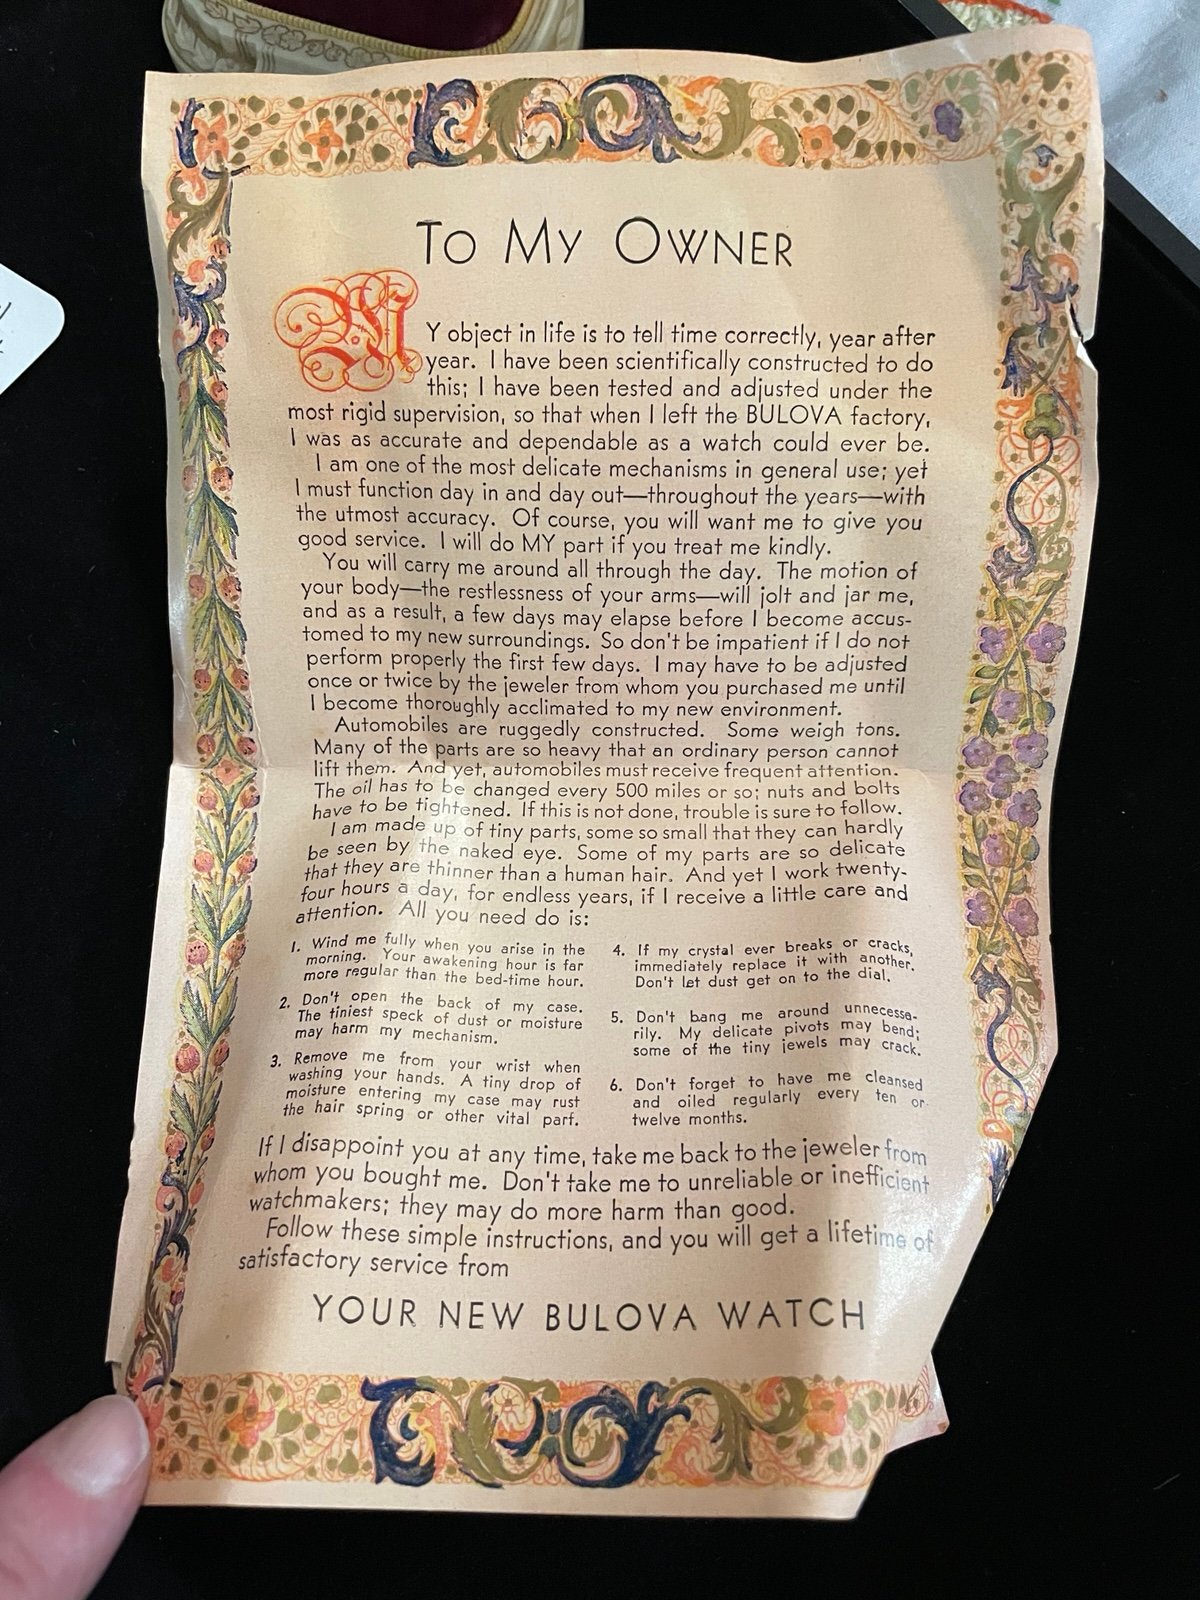 TO MY OWNER
MY object in life is to tell time correctly, year after
year. I have been scientifically constructed to do
this; I have been tested and adjusted under the
most rigid supervision, so that when I left the BULOVA factory,
I was as accurate and dependable as a watch could ever be.
I am one of the most delicate mechanisms in general use; yet
I must function day in and day out—throughout the years—with
the utmost accuracy. Of course, you will want me to give you
good service. I will do MY part if you treat me kindly.
You will carry me around all through the day. The motion of
your body—the restlessness of your arms—will jolt and jar me,
and as a result, a few days may elapse before I become accus-
tomed to my new surroundings. So don't be impatient if I do not
perform properly the first few days. I may have to be adjusted
once or twice by the jeweler from whom you purchased me until
I become thoroughly acclimated to my new environment.
Automobiles are ruggedly constructed. Some weigh tons.
Many of the parts are so heavy that an ordinary person cannot
lift them. And yet, automobiles must receive frequent attention.
The oil has to be changed every 500 miles or so; nuts and bolts
have to be tightened. If this is not done, trouble is sure to follow.
I am made up of tiny parts, some so small that they can hardly
be seen by the naked eye. Some of my parts are so delicate
that they are thinner than a human hair. And yet I work twenty-
four hours a day, for endless years, if I receive a little care and
attention. All you need do is:
1. Wind me fully when you arise in the
morning. Your awakening hour is far
more regular than the bed-time hour.
2. Don't open the back of my case.
The tiniest speck of dust or moisture
may harm my mechanism.
3. Remove me from your wrist when
washing your hands. A tiny drop of
moisture entering my case may rust
the hair spring or other vital part.
4. If my crystal ever breaks or cracks,
immediately replace it with another.
Don't let dust get on to the dial.
5. Don't bang me around unnecessa-
rily. My delicate pivots may bend;
some of the tiny jewels may crack.
6. Don't forget to have me cleansed
and oiled regularly every ten or
twelve months.
If I disappoint you at any time, take me back to the jeweler from
whom you bought me. Don't take me to unreliable or inefficient
watchmakers; they may do more harm than good.
Follow these simple instructions, and you will get a lifetime of
satisfactory service from
YOUR NEW BULOVA WATCH